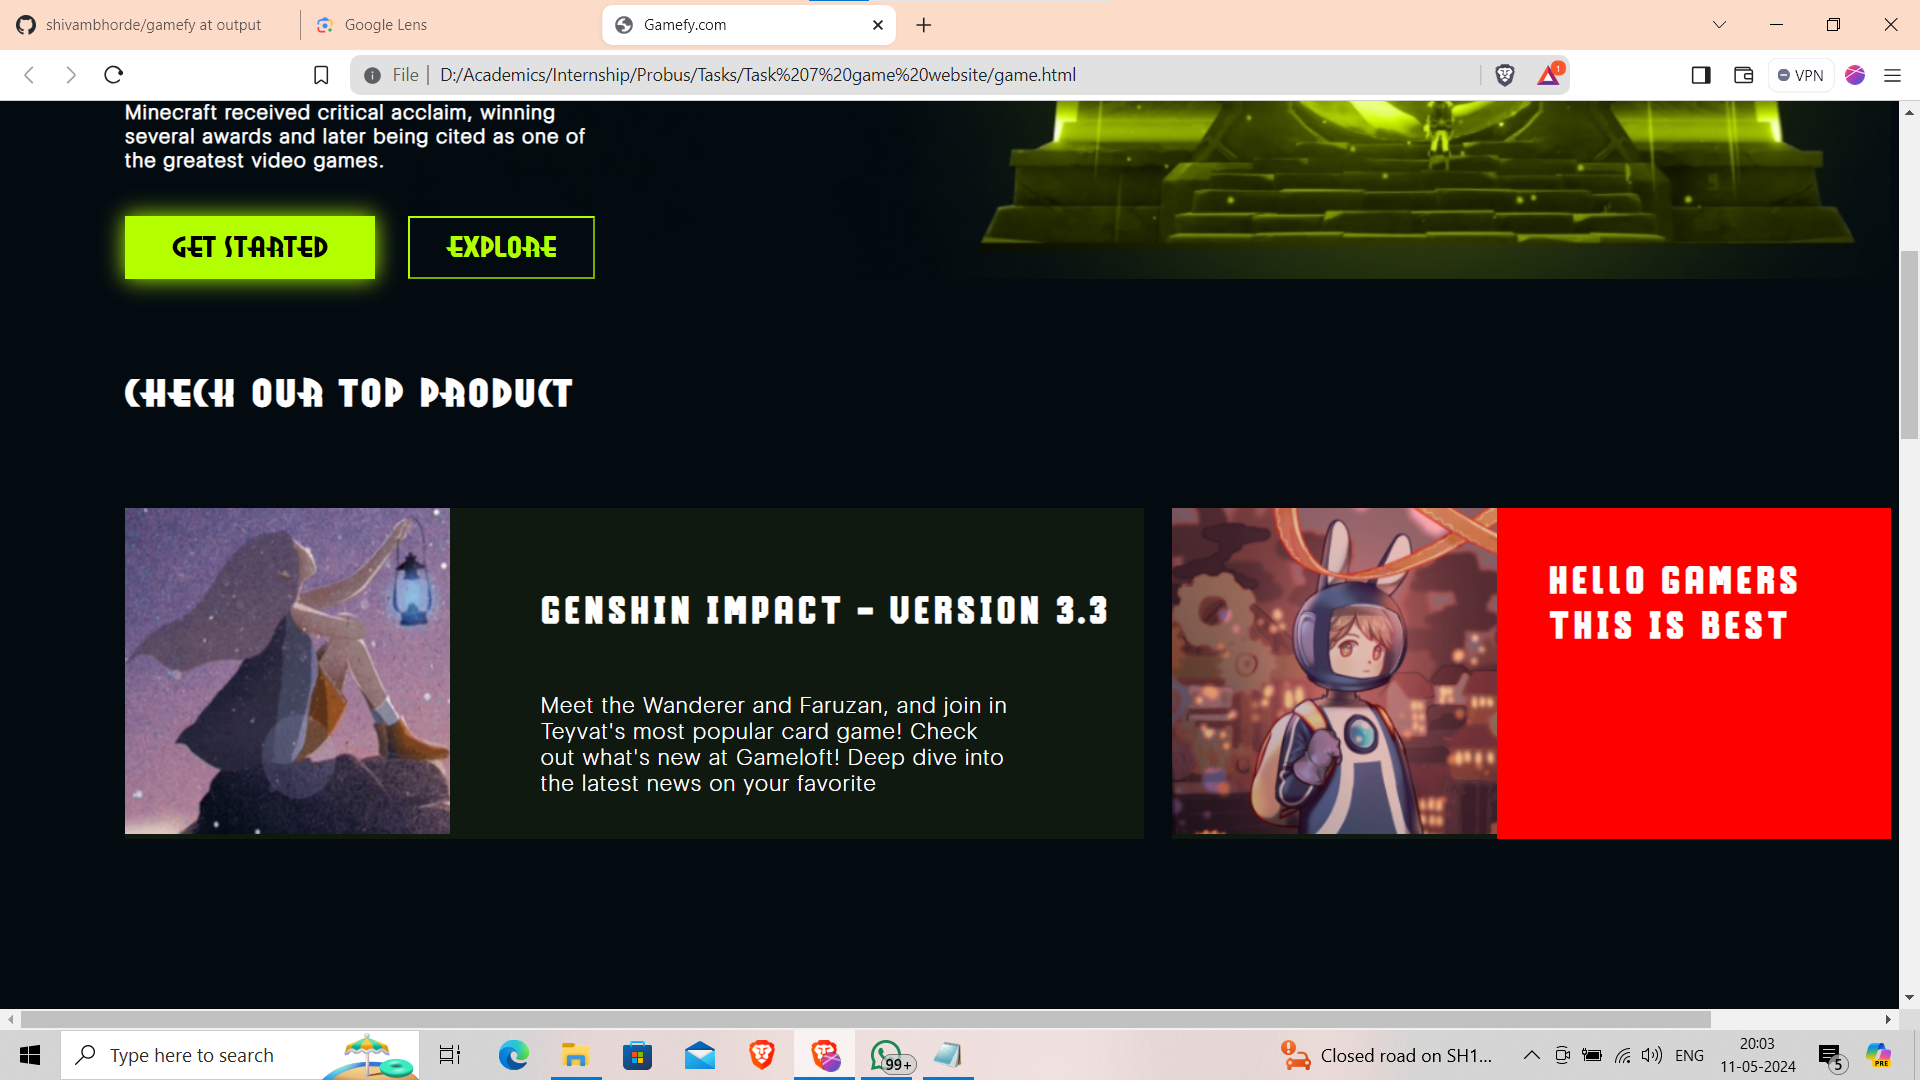 shivambhorde/gamefy at output
Google Lens
Gamefy.com
File
D:/Academics/Internship/Probus/Tasks/Task%207%20game%20website/game.html
1
VPN
Minecraft received critical acclaim, winning
several awards and later being cited as one of
the greatest video games.
GET STARTED
EXPLORE
CHECK OUR TOP PRODUCT
GENSHIN IMPACT - VERSION 3.3
Meet the Wanderer and Faruzan, and join in
Teyvat's most popular card game! Check
out what's new at Gameloft! Deep dive into
the latest news on your favorite
HELLO GAMERS
THIS IS BEST
Type here to search
99+
Closed road on SH1...
ENG
20:03
11-05-2024
5
PRE